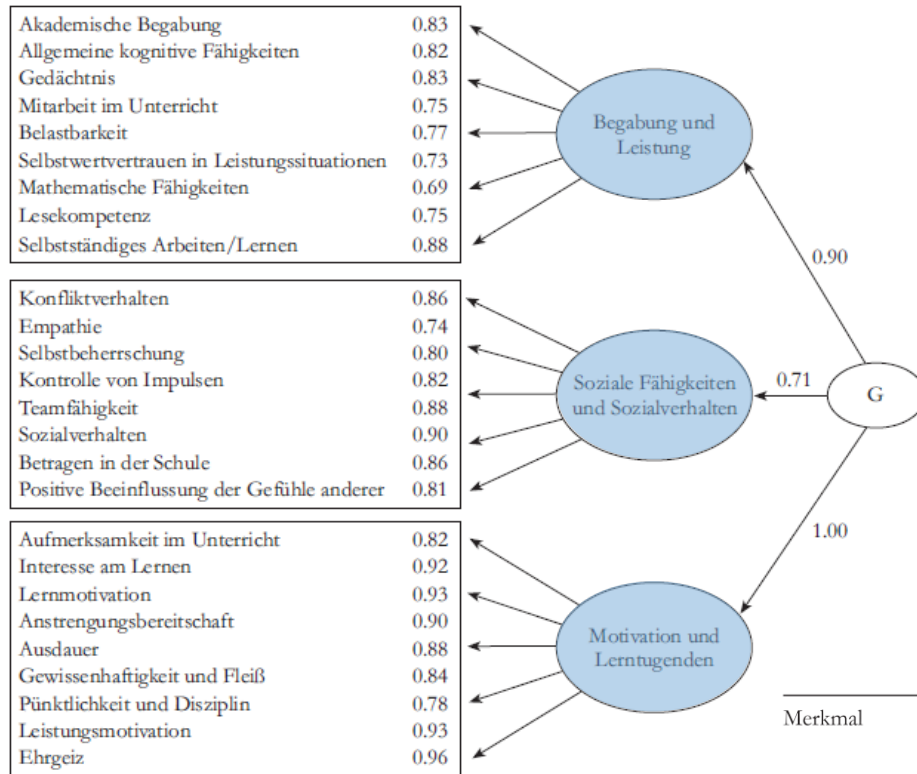 Akademische Begabung 0.83
Allgemeine kognitive Fähigkeiten 0.82
Gedächtnis 0.83
Mitarbeit im Unterricht 0.75
Belastbarkeit 0.77
Selbstwertvertrauen in Leistungssituationen 0.73
Mathematische Fähigkeiten 0.69
Lesekompetenz 0.75
Selbstständiges Arbeiten/Lernen 0.88
Begabung und
Leistung
0.90
Konfliktverhalten 0.86
Empathie 0.74
Selbstbeherrschung 0.80
Kontrolle von Impulsen 0.82
Teamfähigkeit 0.88
Sozialverhalten 0.90
Betragen in der Schule 0.86
Positive Beeinflussung der Gefühle anderer 0.81
Soziale Fähigkeiten
und Sozialverhalten
0.71
G
Aufmerksamkeit im Unterricht 0.82
Interesse am Lernen 0.92
Lernmotivation 0.93
Anstrengungsbereitschaft 0.90
Ausdauer 0.88
Gewissenhaftigkeit und Fleiß 0.84
Pünktlichkeit und Disziplin 0.78
Leistungsmotivation 0.93
Ehrgeiz 0.96
Motivation und
Lerntugenden
1.00
Merkmal